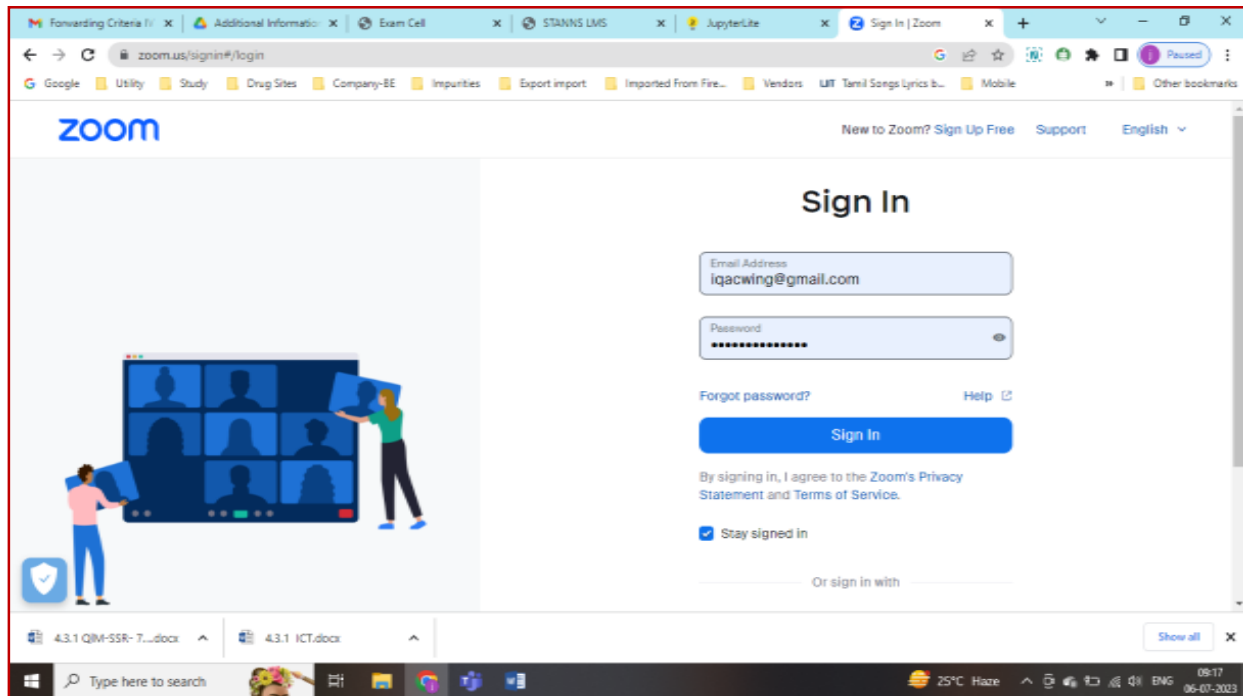 Forwarding Criteria IV
Additional Informatio
Exam Cell
STANNS LMS
JupyterLite
Sign In | Zoom
zoom.us/signin#/login
Paused
Google Utility Study Drug Sites Company-BE Impurities Export import Imported From Fire... Vendors Tamil Songs Lyrics b... Mobile » Other bookmarks
zoom
New to Zoom? Sign Up Free Support English
Sign In
Email Address
iqacwing@gmail.com
Password
••••••••••••••
Forgot password? Help
Sign In
By signing in, I agree to the Zoom's Privacy
Statement and Terms of Service.
Stay signed in
Or sign in with
4.3.1 QIM-SSR- 7....docx
4.3.1 ICT.docx
Show all
Type here to search
25°C Haze
ENG
09:17
06-07-2023